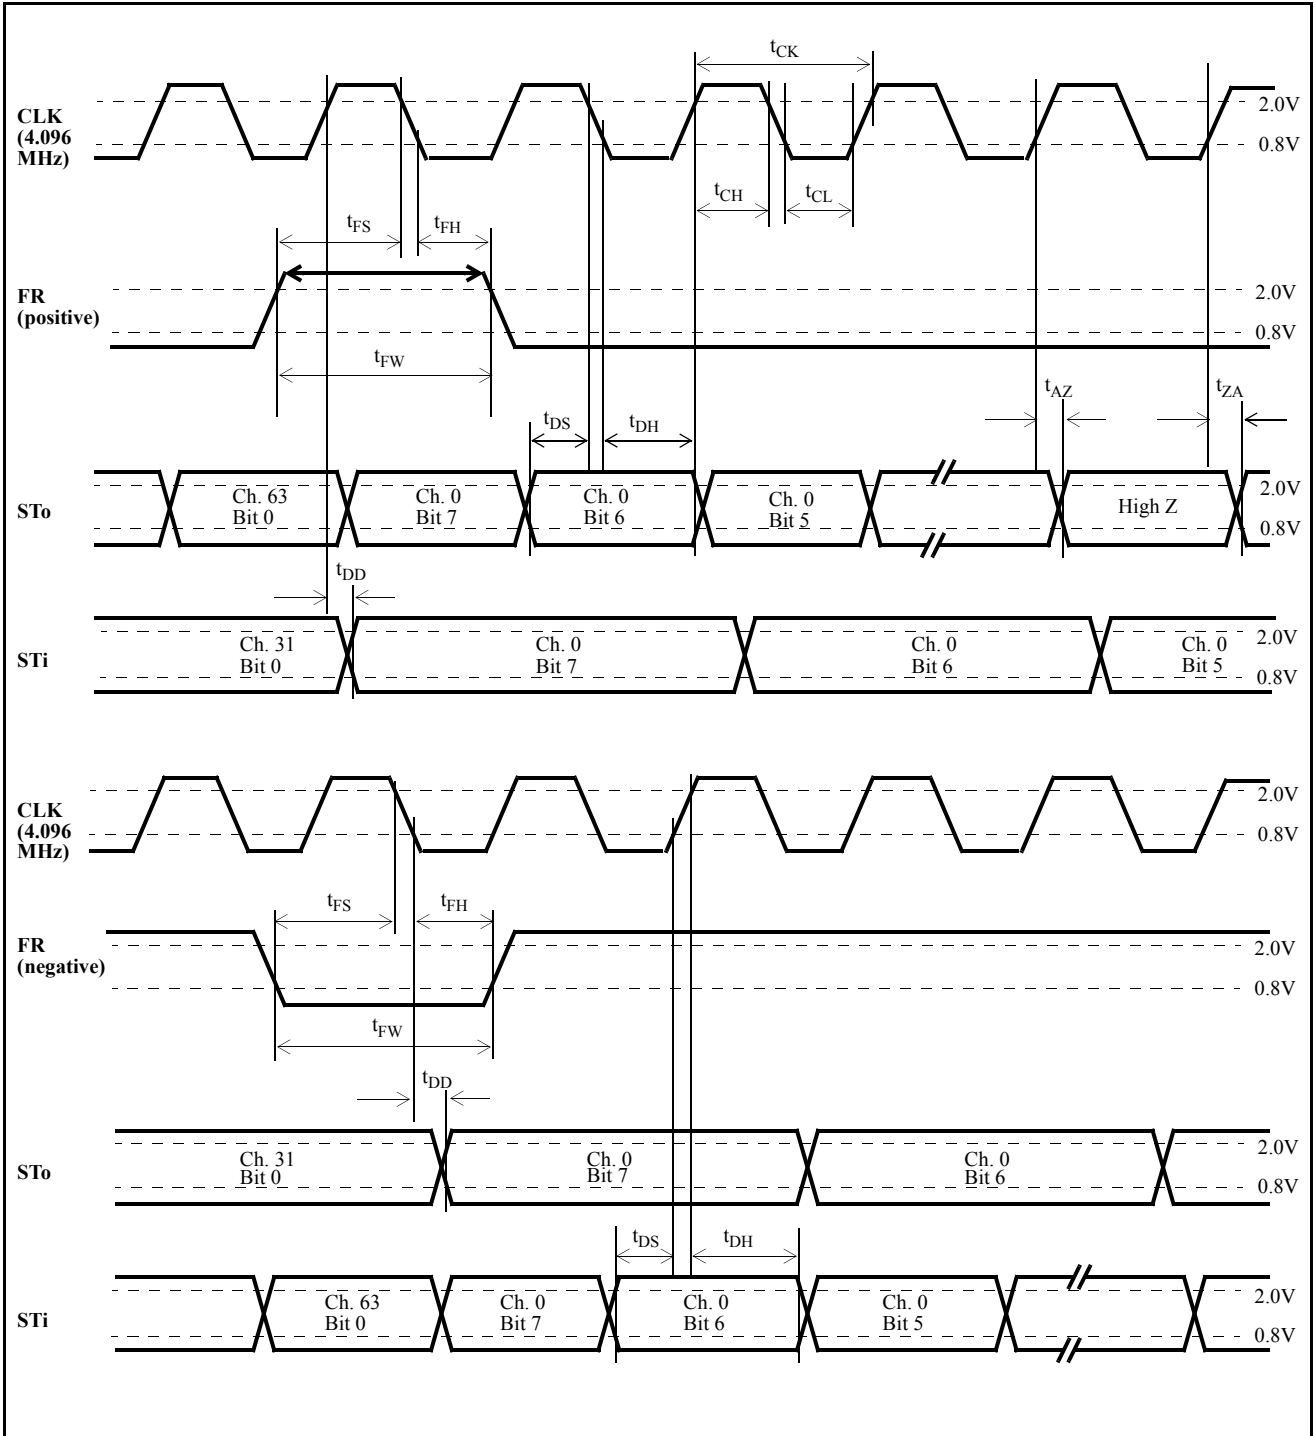 tCK
CLK
(4.096
MHz)
2.0V
0.8V
tCH
tCL
tFS
tFH
FR
(positive)
2.0V
0.8V
tFW
tAZ
tZA
tDS
tDH
STo
Ch. 63
Bit 0
Ch. 0
Bit 7
Ch. 0
Bit 6
Ch. 0
Bit 5
High Z
2.0V
0.8V
tDD
STi
Ch. 31
Bit 0
Ch. 0
Bit 7
Ch. 0
Bit 6
Ch. 0
Bit 5
2.0V
0.8V
CLK
(4.096
MHz)
2.0V
0.8V
tFS
tFH
FR
(negative)
2.0V
0.8V
tFW
tDD
STo
Ch. 31
Bit 0
Ch. 0
Bit 7
Ch. 0
Bit 6
2.0V
0.8V
tDS
tDH
STi
Ch. 63
Bit 0
Ch. 0
Bit 7
Ch. 0
Bit 6
Ch. 0
Bit 5
2.0V
0.8V